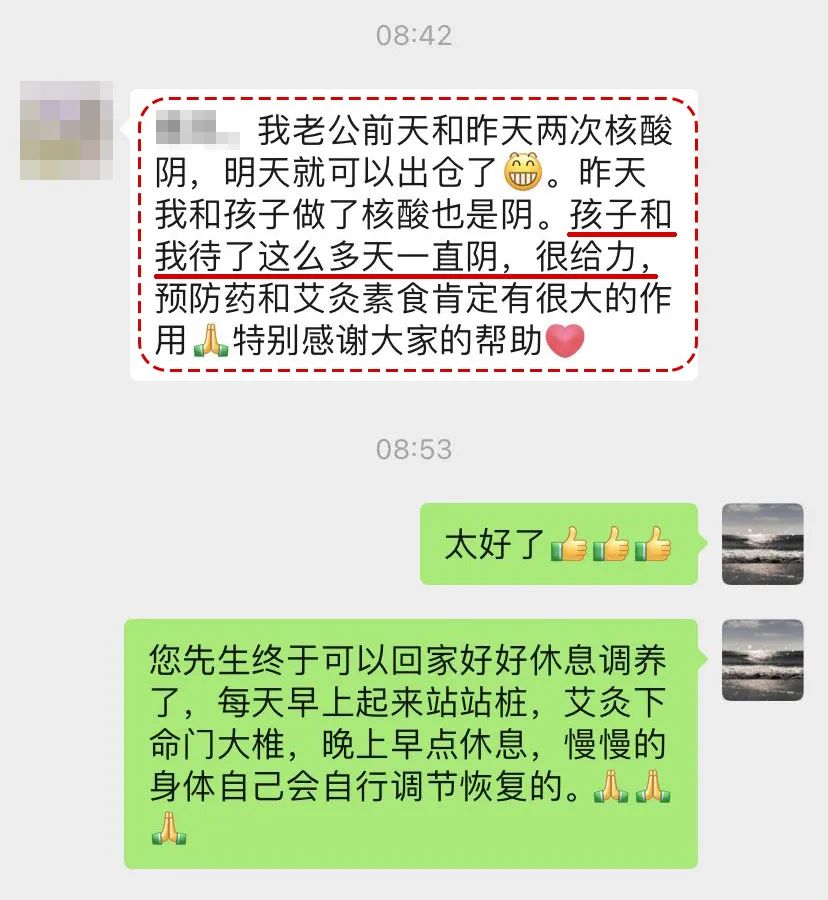 08:42
我老公前天和昨天两次核酸
阴，明天就可以出仓了😁。昨天
我和孩子做了核酸也是阴。孩子和
我待了这么多天一直阴，很给力，
预防药和艾灸素食肯定有很大的作
用🙏特别感谢大家的帮助❤
08:53
太好了👍👍👍
您先生终于可以回家好好休息调养
了，每天早上起来站站桩，艾灸下
命门大椎，晚上早点休息，慢慢的
身体自己会自行调节恢复的。🙏🙏
🙏